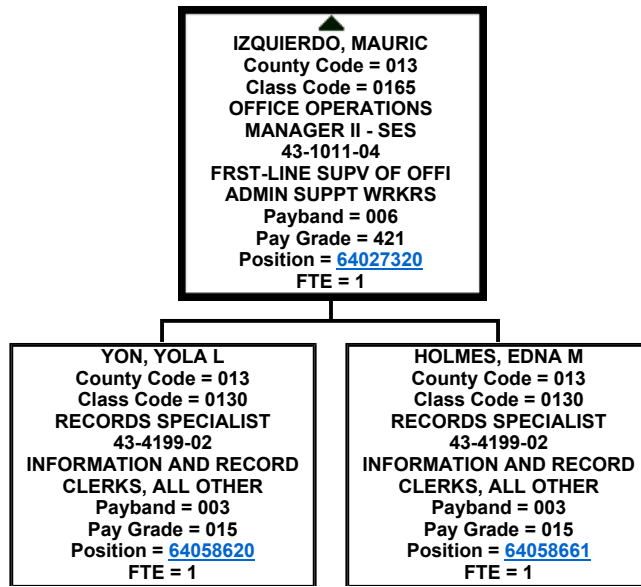 IZQUIERDO, MAURIC
County Code = 013
Class Code = 0165
OFFICE OPERATIONS
MANAGER II - SES
43-1011-04
FRST-LINE SUPV OF OFFI
ADMIN SUPPT WRKRS
Payband = 006
Pay Grade = 421
Position = 64027320
FTE = 1
YON, YOLA L
County Code = 013
Class Code = 0130
RECORDS SPECIALIST
43-4199-02
INFORMATION AND RECORD
CLERKS, ALL OTHER
Payband = 003
Pay Grade = 015
Position = 64058620
FTE = 1
HOLMES, EDNA M
County Code = 013
Class Code = 0130
RECORDS SPECIALIST
43-4199-02
INFORMATION AND RECORD
CLERKS, ALL OTHER
Payband = 003
Pay Grade = 015
Position = 64058661
FTE = 1